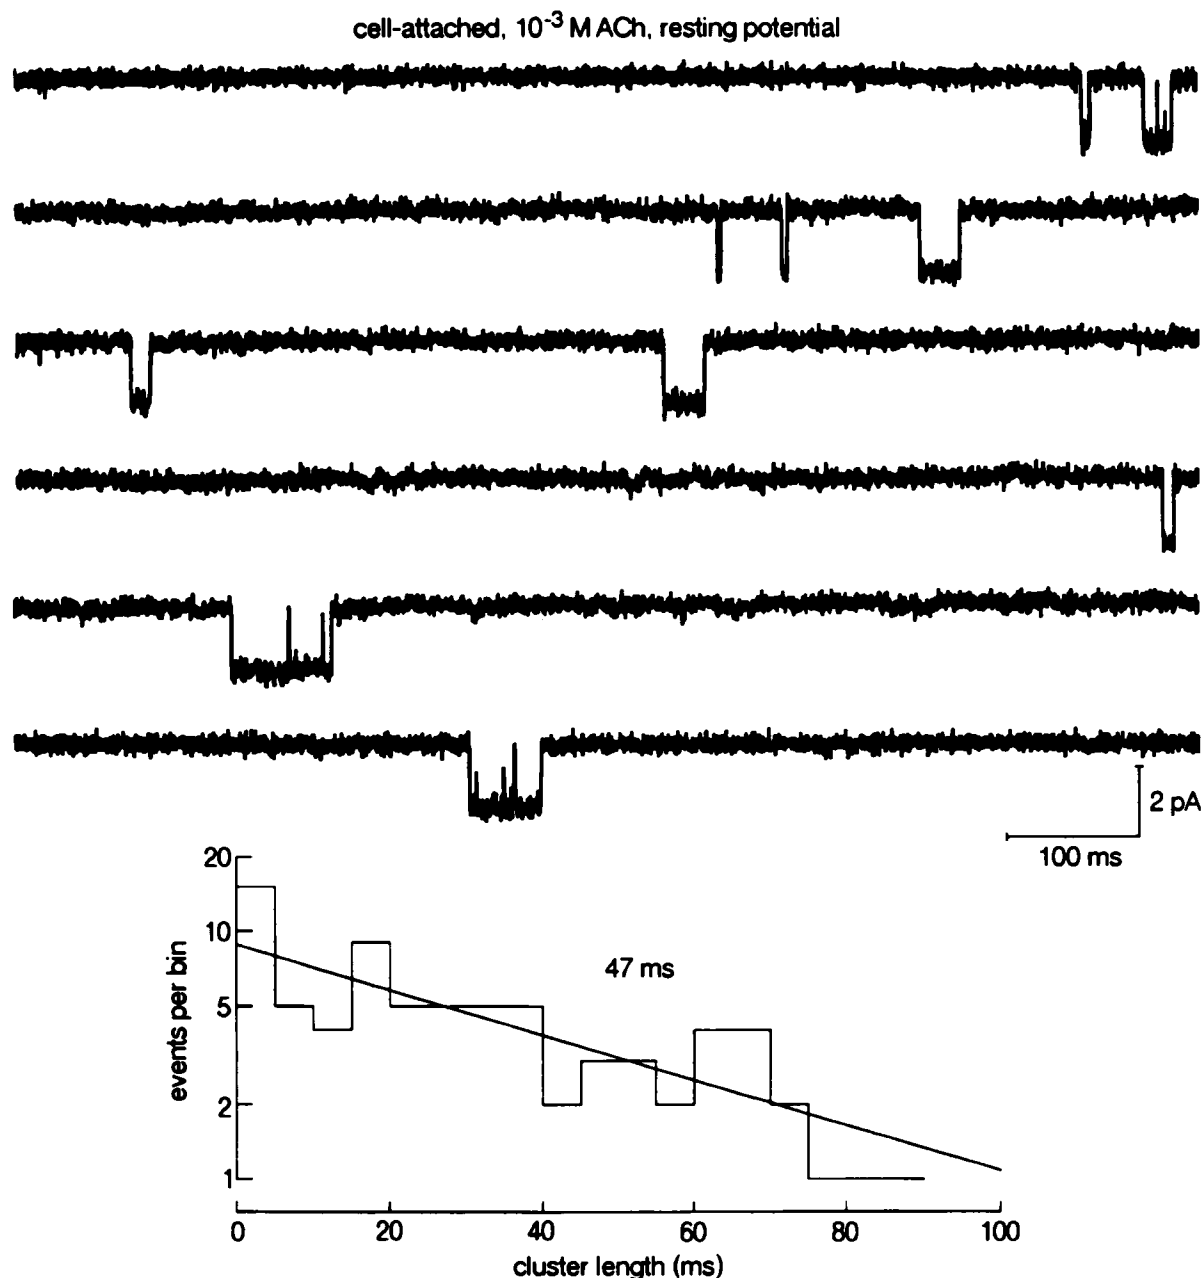 cell-attached, 10⁻³ M ACh, resting potential
2 pA
100 ms
20
10
5
2
1
events per bin
47 ms
0 20 40 60 80 100
cluster length (ms)